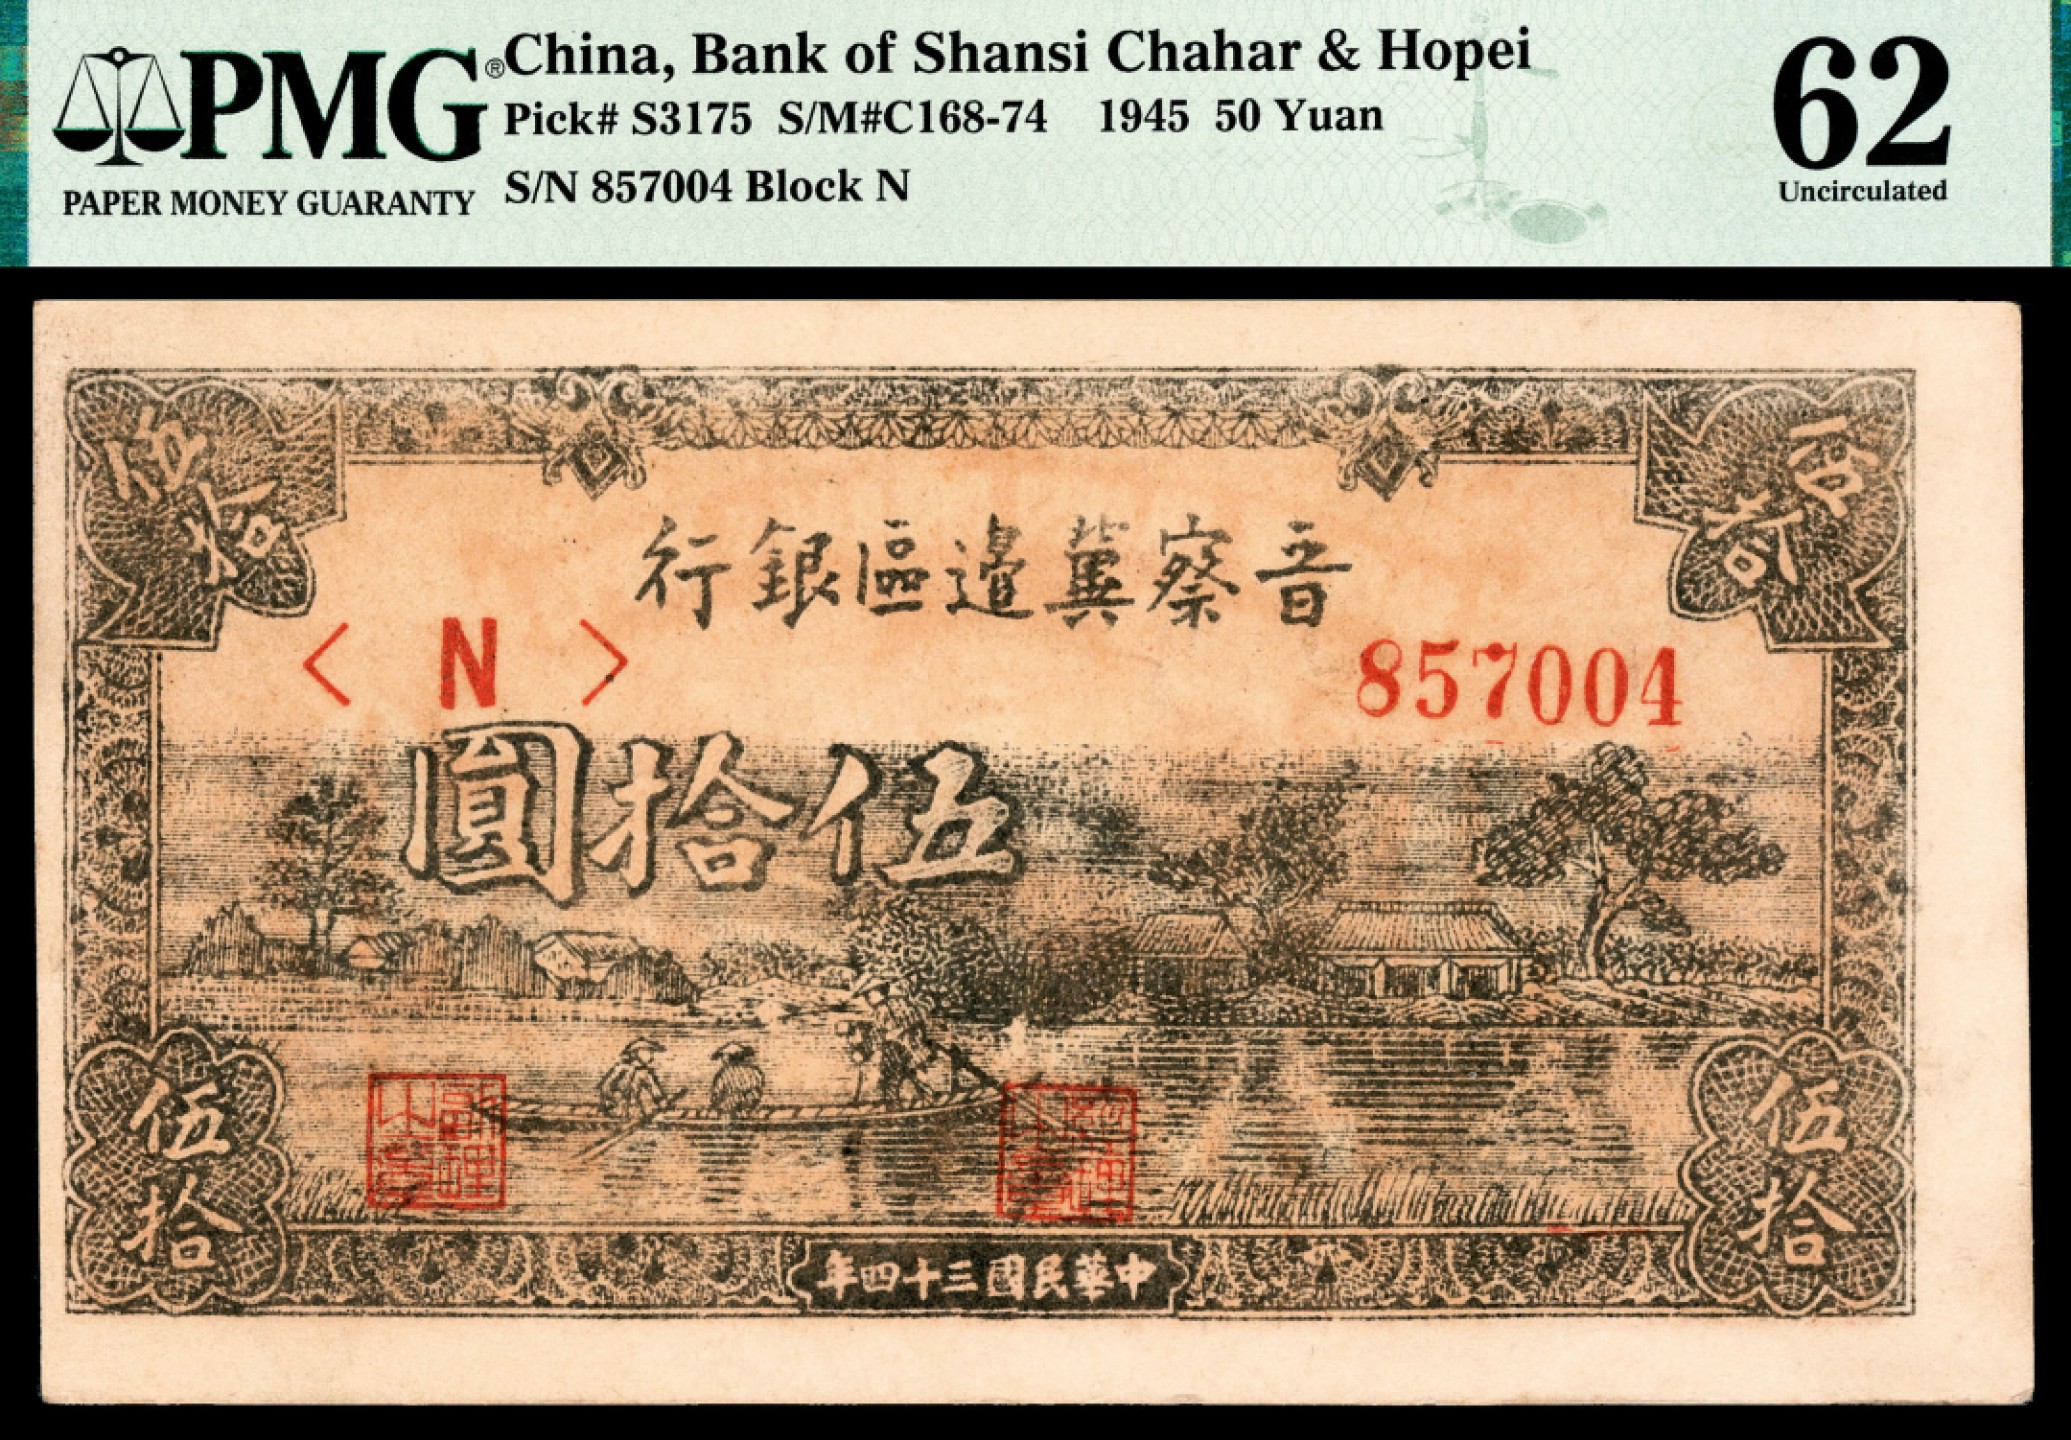 PMG®
PAPER MONEY GUARANTY
China, Bank of Shansi Chahar & Hopei
Pick# S3175 S/M#C168-74 1945 50 Yuan
S/N 857004 Block N
62
Uncirculated
伍拾
伍拾
行銀區邊冀察晉
< N >
857004
圓拾伍
伍拾
伍拾
經理
年四十三國民華中